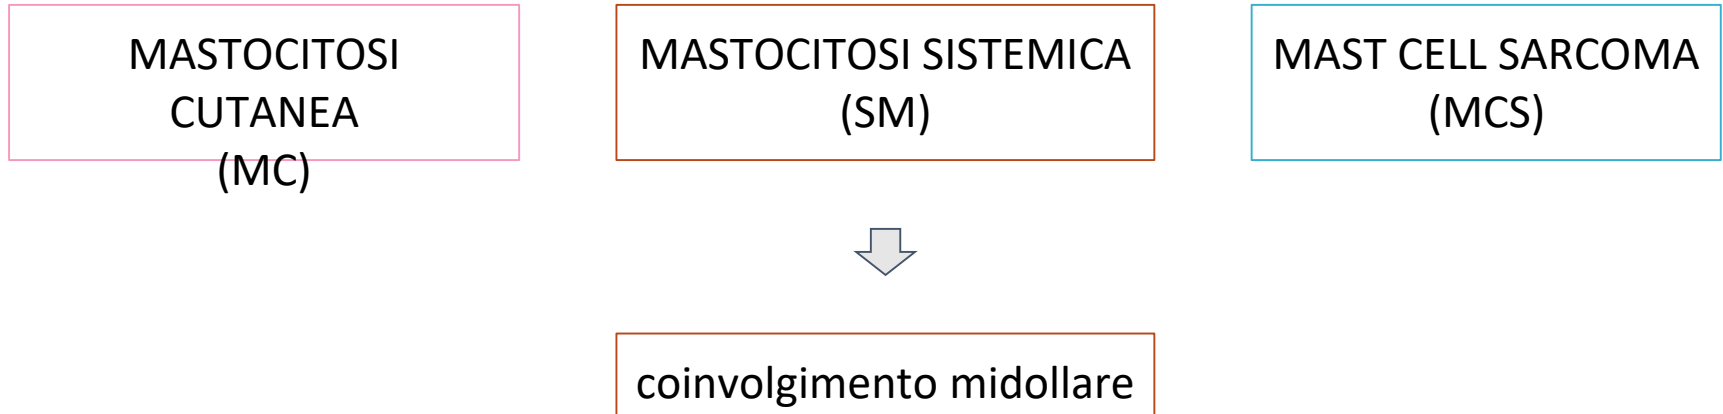 MASTOCITOSI
CUTANEA
(MC)
MASTOCITOSI SISTEMICA
(SM)
MAST CELL SARCOMA
(MCS)
coinvolgimento midollare